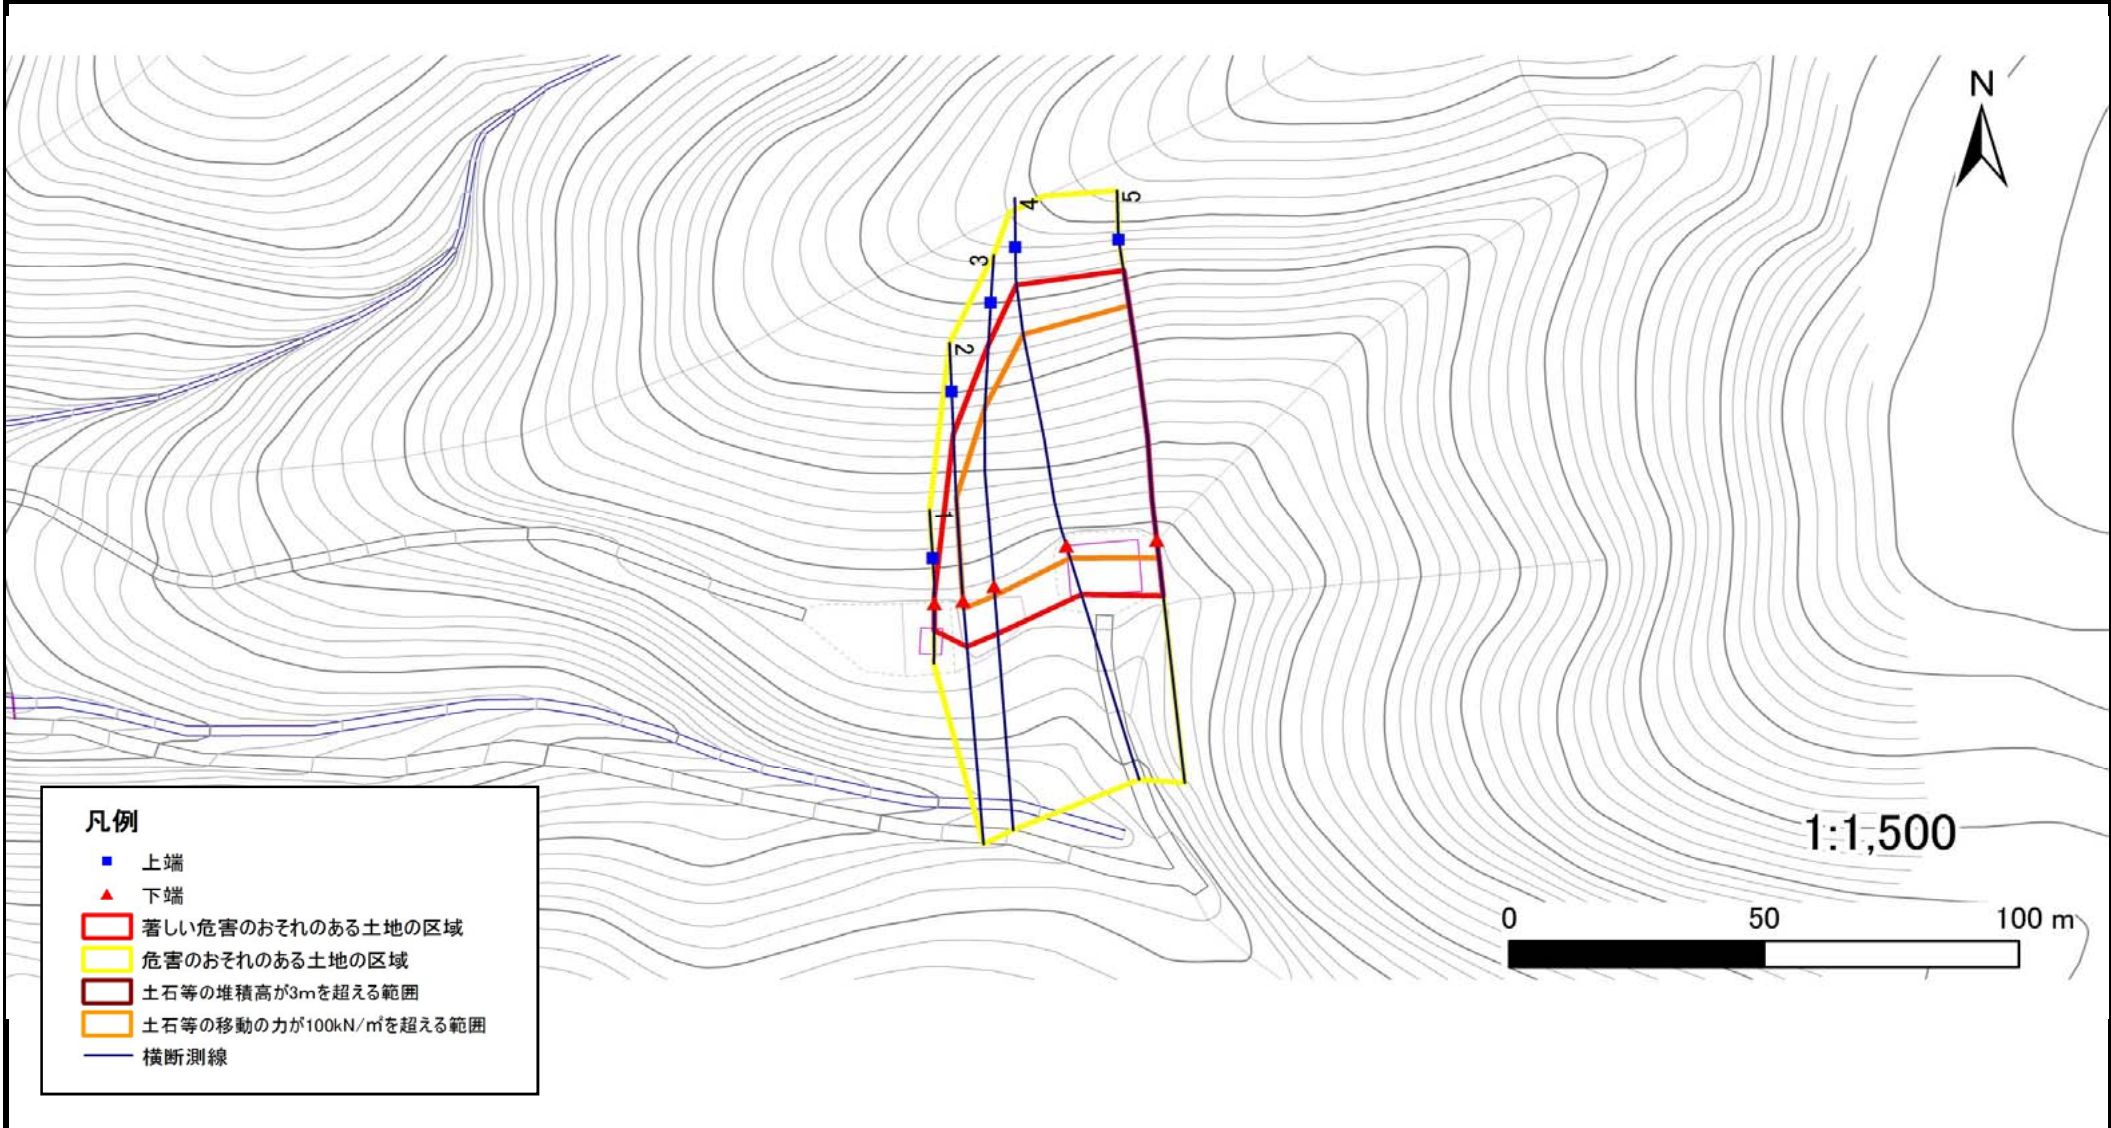 N
5
4
3
2
1
1:1,500
0 50 100 m
凡例
上端
下端
著しい危害のおそれのある土地の区域
危害のおそれのある土地の区域
土石等の堆積高が3mを超える範囲
土石等の移動の力が100kN/㎡を超える範囲
横断測線